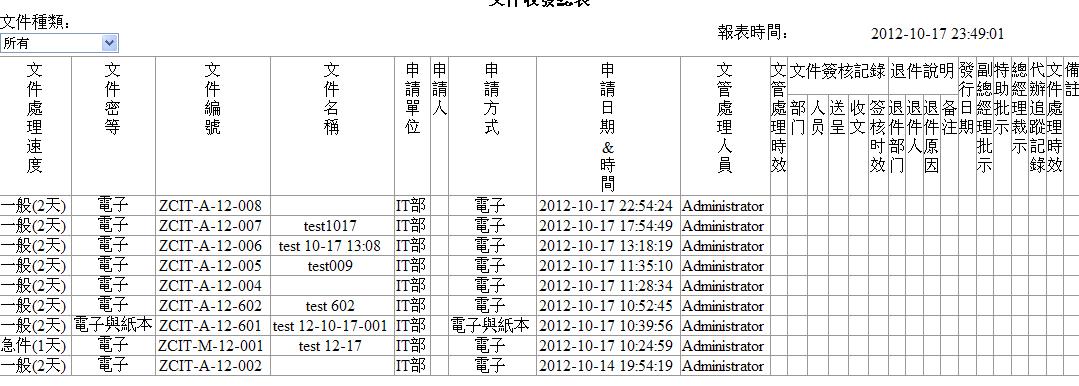 文件收發總表
文件種類：
所有
報表時間： 2012-10-17 23:49:01
文件處理速度 文件密等 文件編號 文件名稱 申請單位 申請人 申請方式 申請日期&時間 文管處理人員 文管處理时效 文件簽核記錄 退件說明 發行日期 副總經理批示 特助批示 總經理裁示 代辦追蹤記錄 文件處理时效 備註
部门 人员 送呈 收文 签核时效 退件部门 退件人 退件原因 备注
一般(2天) 電子 ZCIT-A-12-008 IT部 電子 2012-10-17 22:54:24 Administrator
一般(2天) 電子 ZCIT-A-12-007 test1017 IT部 電子 2012-10-17 17:54:49 Administrator
一般(2天) 電子 ZCIT-A-12-006 test 10-17 13:08 IT部 電子 2012-10-17 13:18:19 Administrator
一般(2天) 電子 ZCIT-A-12-005 test009 IT部 電子 2012-10-17 11:35:10 Administrator
一般(2天) 電子 ZCIT-A-12-004 IT部 電子 2012-10-17 11:28:34 Administrator
一般(2天) 電子 ZCIT-A-12-602 test 602 IT部 電子 2012-10-17 10:52:45 Administrator
一般(2天) 電子與紙本 ZCIT-A-12-601 test 12-10-17-001 IT部 電子與紙本 2012-10-17 10:39:56 Administrator
急件(1天) 電子 ZCIT-M-12-001 test 12-17 IT部 電子 2012-10-17 10:24:59 Administrator
一般(2天) 電子 ZCIT-A-12-002 IT部 電子 2012-10-14 19:54:19 Administrator